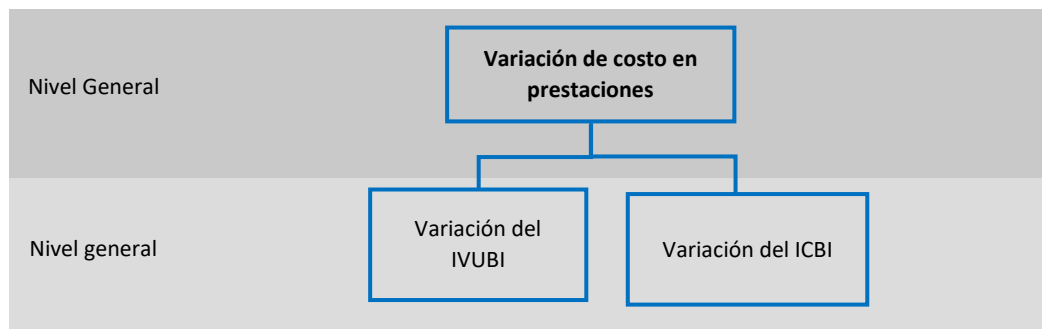 Nivel General
Variación de costo en
prestaciones
Nivel general
Variación del
IVUBI
Variación del ICBI